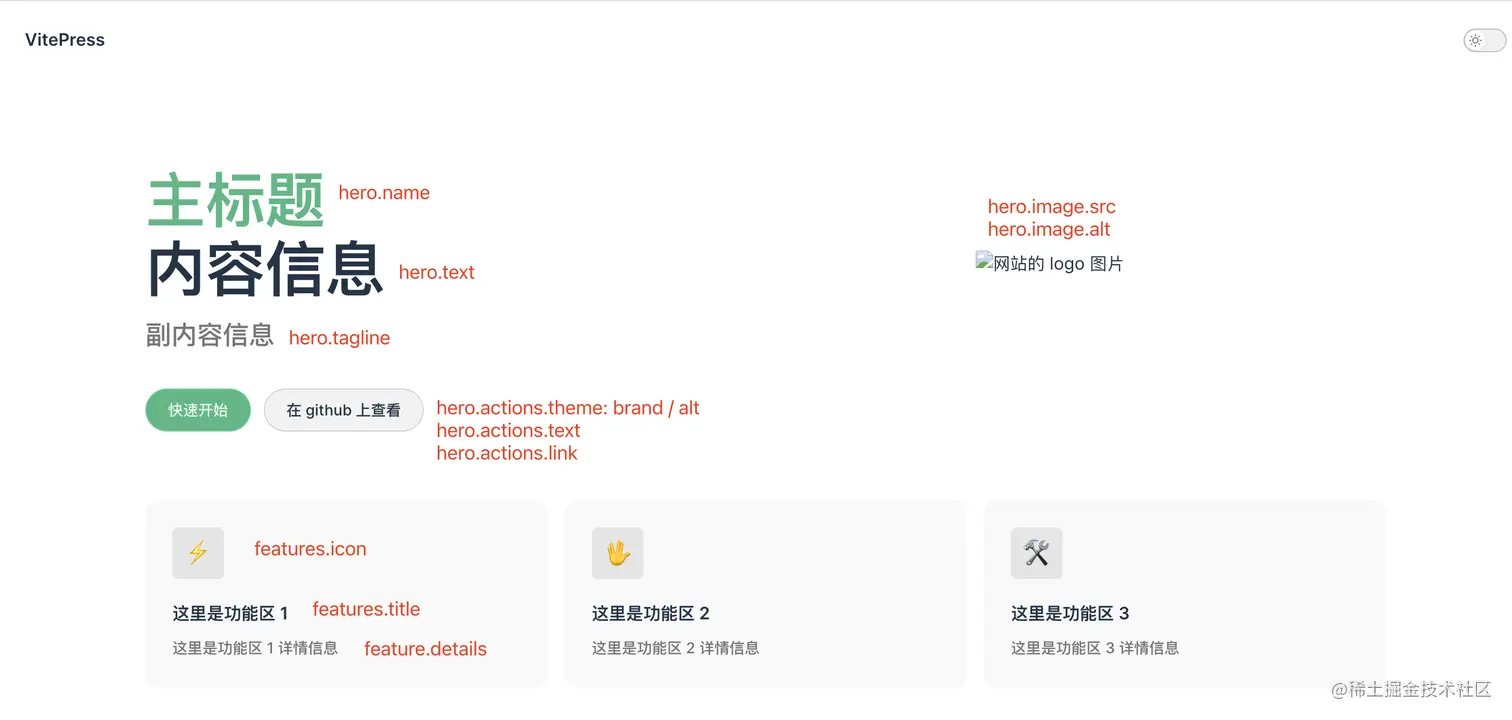 VitePress
主标题 hero.name
内容信息 hero.text
副内容信息 hero.tagline
hero.image.src
hero.image.alt
网站的 logo 图片
快速开始 在 github 上查看 hero.actions.theme: brand / alt
hero.actions.text
hero.actions.link
features.icon
这里是功能区 1 features.title
这里是功能区 1 详情信息 feature.details
这里是功能区 2
这里是功能区 2 详情信息
这里是功能区 3
这里是功能区 3 详情信息
@稀土掘金技术社区